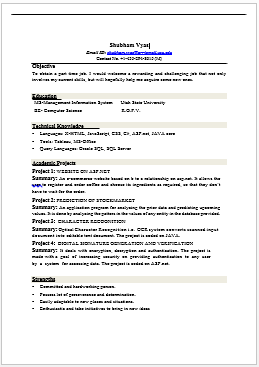 Shubham Vyas
Email ID:
Contact No.
Objective
To obtain a part time job. I would welcome a rewarding and challenging job that not only
involves my current skills, but will hopefully help me acquire some new ones.
Education
MS-Management Information System Utah State University
BE- Computer Science R.G.P.V.
Technical Knowledge
• Languages: XHTML, JavaScript, CSS, C#, ASP.net, JAVA core
• Tools: Tableau, MS-Office
• Query Languages: Oracle SQL, SQL Server
Academic Projects
Project 1: WEBSITE ON ASP.NET
Summary: An e-commerce website based on b to c relationship on asp.net. It allows the
to register and order coffee and choose its ingredient as required, so that they don't
have to wait for the order.
Project 2: PREDICTION OF STOCKMARKET
Summary: An application program for analyzing the prior data and predicting upcoming
values. It is done by analyzing the pattern of the values of any entity in the database provided.
Project 3: CHARACTER RECOGNITION
Summary: Optical Character Recognition i.e. OCR system converts scanned input
document into editable text document. The project is coded on JAVA.
Project 4: DIGITAL SIGNATURE GENERATION AND VERIFICATION
Summary: It deals with encryption, decryption and authentication. The project is
made with a goal of increasing security on providing authentication to any user
by a system for accessing data. The project is coded on ASP.net.
Strengths
• Committed and hardworking person.
• Possess lot of perseverance and determination.
• Easily adaptable to new places and situations.
• Enthusiastic and take initiatives to bring in new ideas